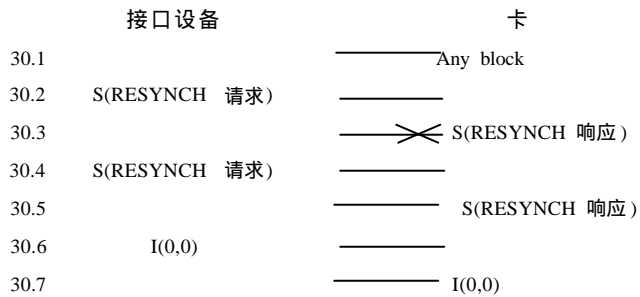 接口设备 卡
30.1 Any block
30.2 S(RESYNCH 请求)
30.3 S(RESYNCH 响应)
30.4 S(RESYNCH 请求)
30.5 S(RESYNCH 响应)
30.6 I(0,0)
30.7 I(0,0)